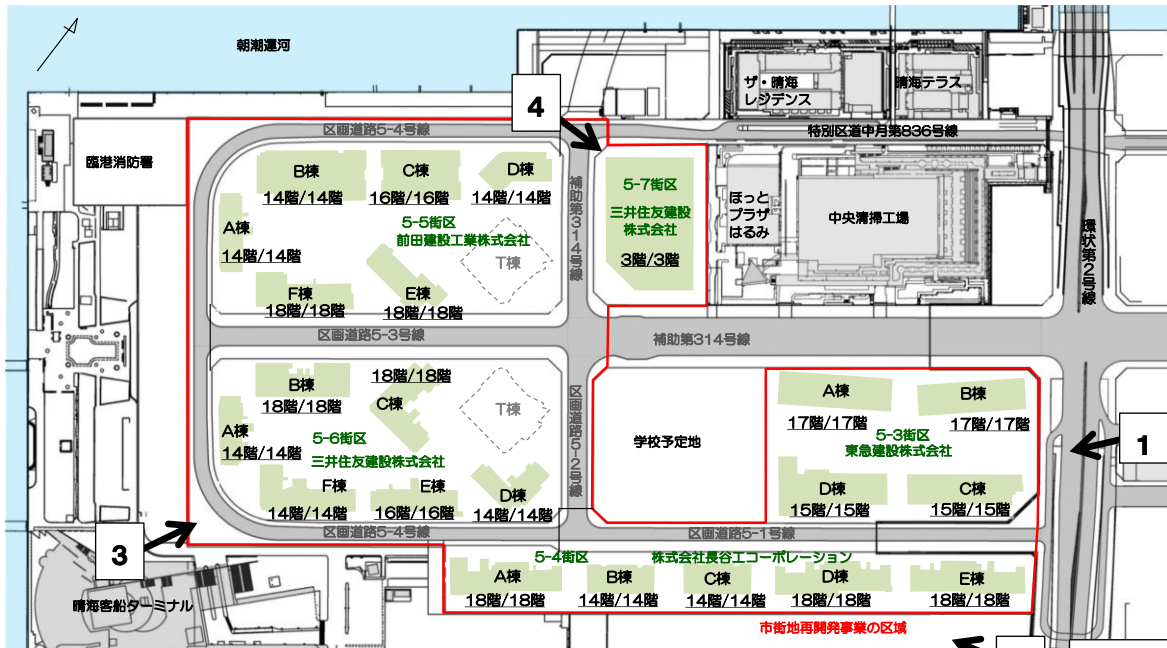 朝潮運河
ザ・晴海
レジデンス
晴海テラス
4
区画道路5-4号線
特別区道中月第836号線
臨港消防署
B棟
14階/14階
C棟
16階/16階
D棟
14階/14階
補助第314号線
5-7街区
三井住友建設
株式会社
3階/3階
ほっと
プラザ
はるみ
中央清掃工場
環状第2号線
A棟
14階/14階
5-5街区
前田建設工業株式会社
T棟
F棟
18階/18階
E棟
18階/18階
区画道路5-3号線
補助第314号線
B棟
18階/18階
18階/18階
C棟
T棟
区画道路5-2号線
学校予定地
A棟
17階/17階
B棟
17階/17階
5-3街区
東急建設株式会社
1
A棟
14階/14階
5-6街区
三井住友建設株式会社
F棟
14階/14階
E棟
16階/16階
D棟
14階/14階
D棟
15階/15階
C棟
15階/15階
3
区画道路5-4号線
区画道路5-1号線
5-4街区
株式会社長谷工コーポレーション
A棟
18階/18階
B棟
14階/14階
C棟
14階/14階
D棟
18階/18階
E棟
18階/18階
晴海客船ターミナル
市街地再開発事業の区域